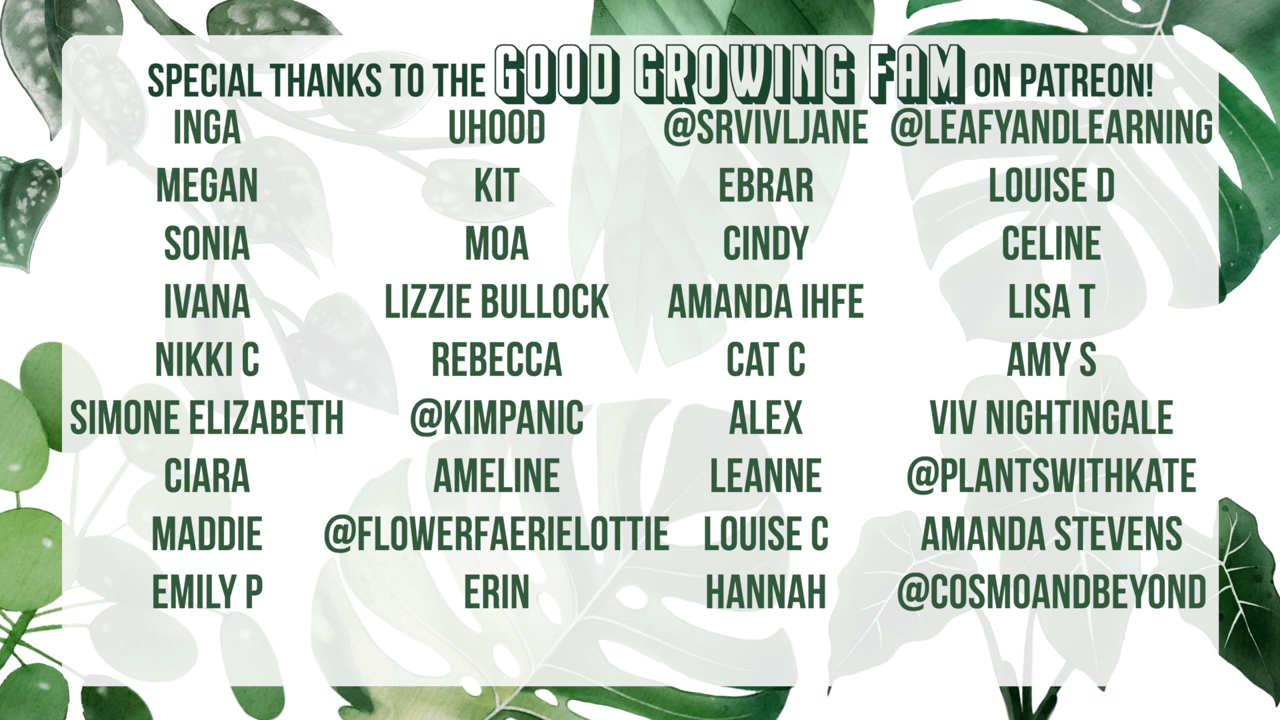 SPECIAL THANKS TO THE GOOD GROWING FAM ON PATREON!
INGA UHOOD @SRVIVLJANE @LEAFYANDLEARNING
MEGAN KIT EBRAR LOUISE D
SONIA MOA CINDY CELINE
IVANA LIZZIE BULLOCK AMANDA IHFE LISA T
NIKKI C REBECCA CAT C AMY S
SIMONE ELIZABETH @KIMPANIC ALEX VIV NIGHTINGALE
CIARA AMELINE LEANNE @PLANTSWITHKATE
MADDIE @FLOWERFAERIELOTTIE LOUISE C AMANDA STEVENS
EMILY P ERIN HANNAH @COSMOANDBEYOND